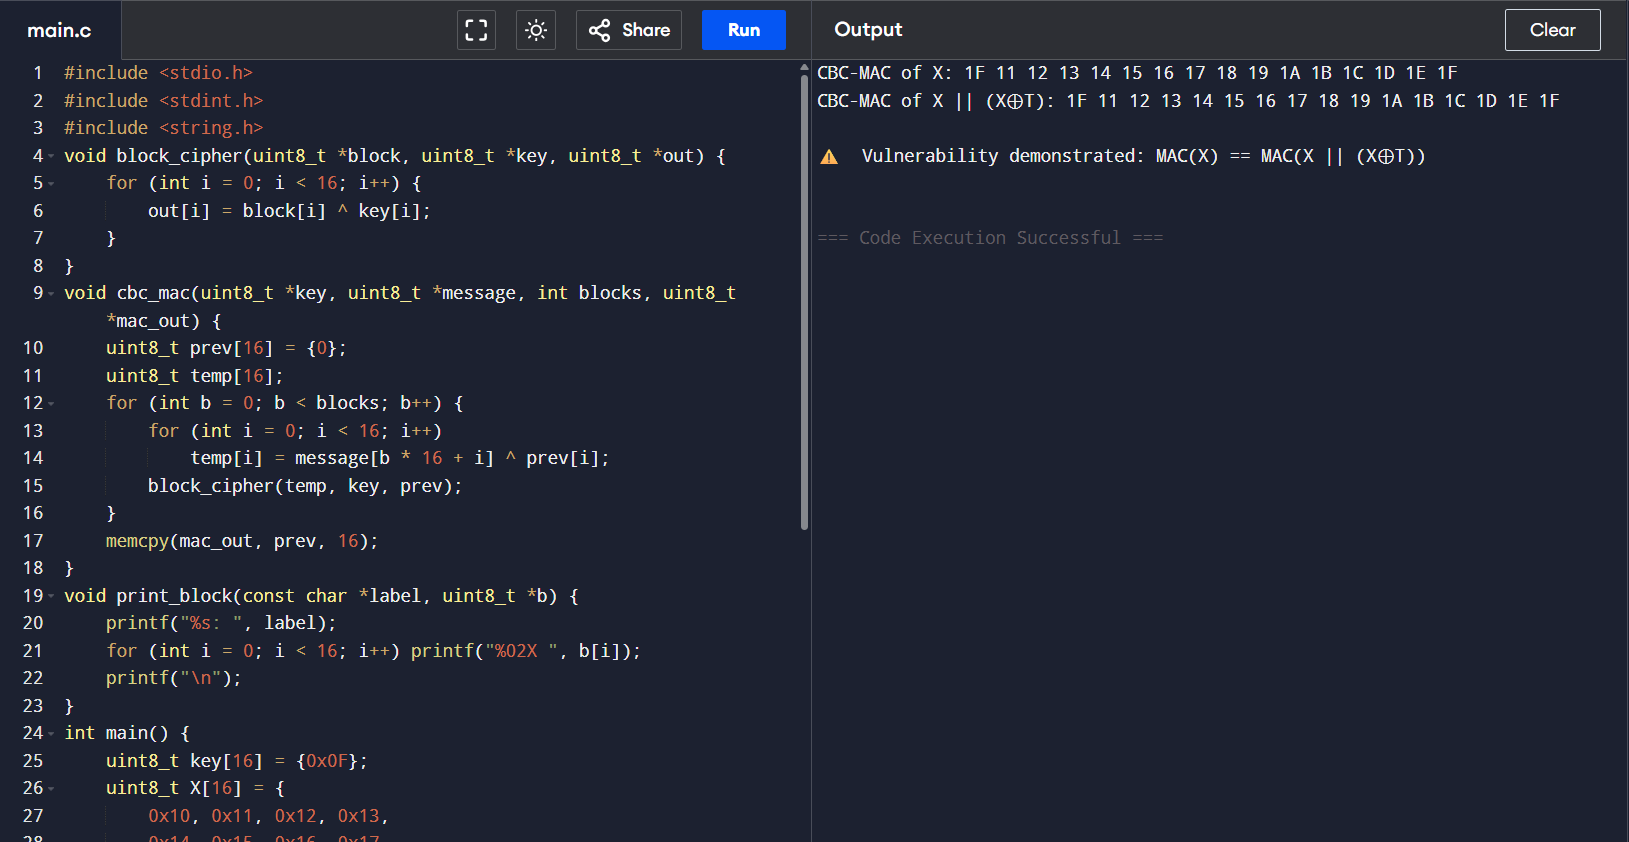 main.c
Share
Run
Output
Clear
1 #include <stdio.h>
2 #include <stdint.h>
3 #include <string.h>
4 void block_cipher(uint8_t *block, uint8_t *key, uint8_t *out) {
5     for (int i = 0; i < 16; i++) {
6         out[i] = block[i] ^ key[i];
7     }
8 }
9 void cbc_mac(uint8_t *key, uint8_t *message, int blocks, uint8_t
    *mac_out) {
10     uint8_t prev[16] = {0};
11     uint8_t temp[16];
12     for (int b = 0; b < blocks; b++) {
13         for (int i = 0; i < 16; i++)
14             temp[i] = message[b * 16 + i] ^ prev[i];
15         block_cipher(temp, key, prev);
16     }
17     memcpy(mac_out, prev, 16);
18 }
19 void print_block(const char *label, uint8_t *b) {
20     printf("%s: ", label);
21     for (int i = 0; i < 16; i++) printf("%02X ", b[i]);
22     printf("\n");
23 }
24 int main() {
25     uint8_t key[16] = {0x0F};
26     uint8_t X[16] = {
27         0x10, 0x11, 0x12, 0x13,
28         0x14, 0x15, 0x16, 0x17
CBC-MAC of X: 1F 11 12 13 14 15 16 17 18 19 1A 1B 1C 1D 1E 1F
CBC-MAC of X || (X⊕T): 1F 11 12 13 14 15 16 17 18 19 1A 1B 1C 1D 1E 1F
⚠ Vulnerability demonstrated: MAC(X) == MAC(X || (X⊕T))
=== Code Execution Successful ===